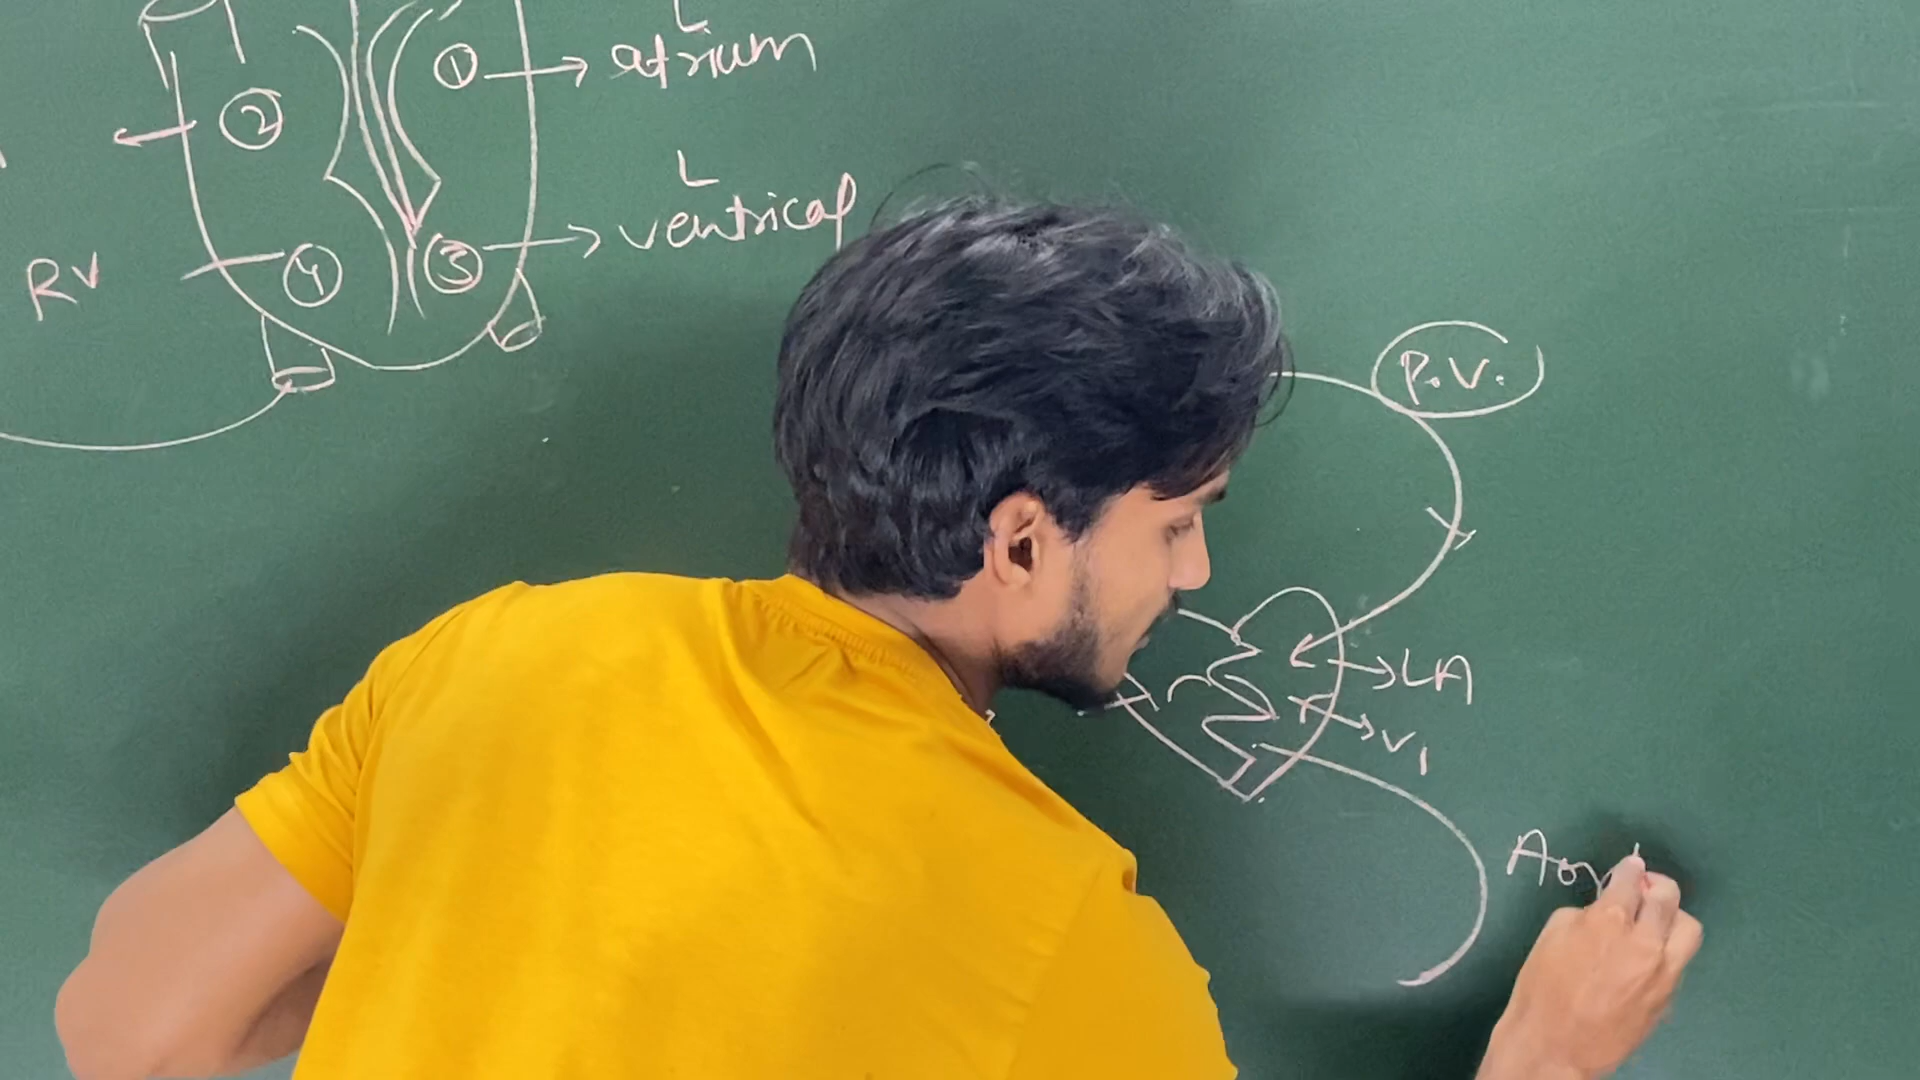 L
① atrium
②
L
③ ventrical
④
RV
P.V.
LA
V1
Aor